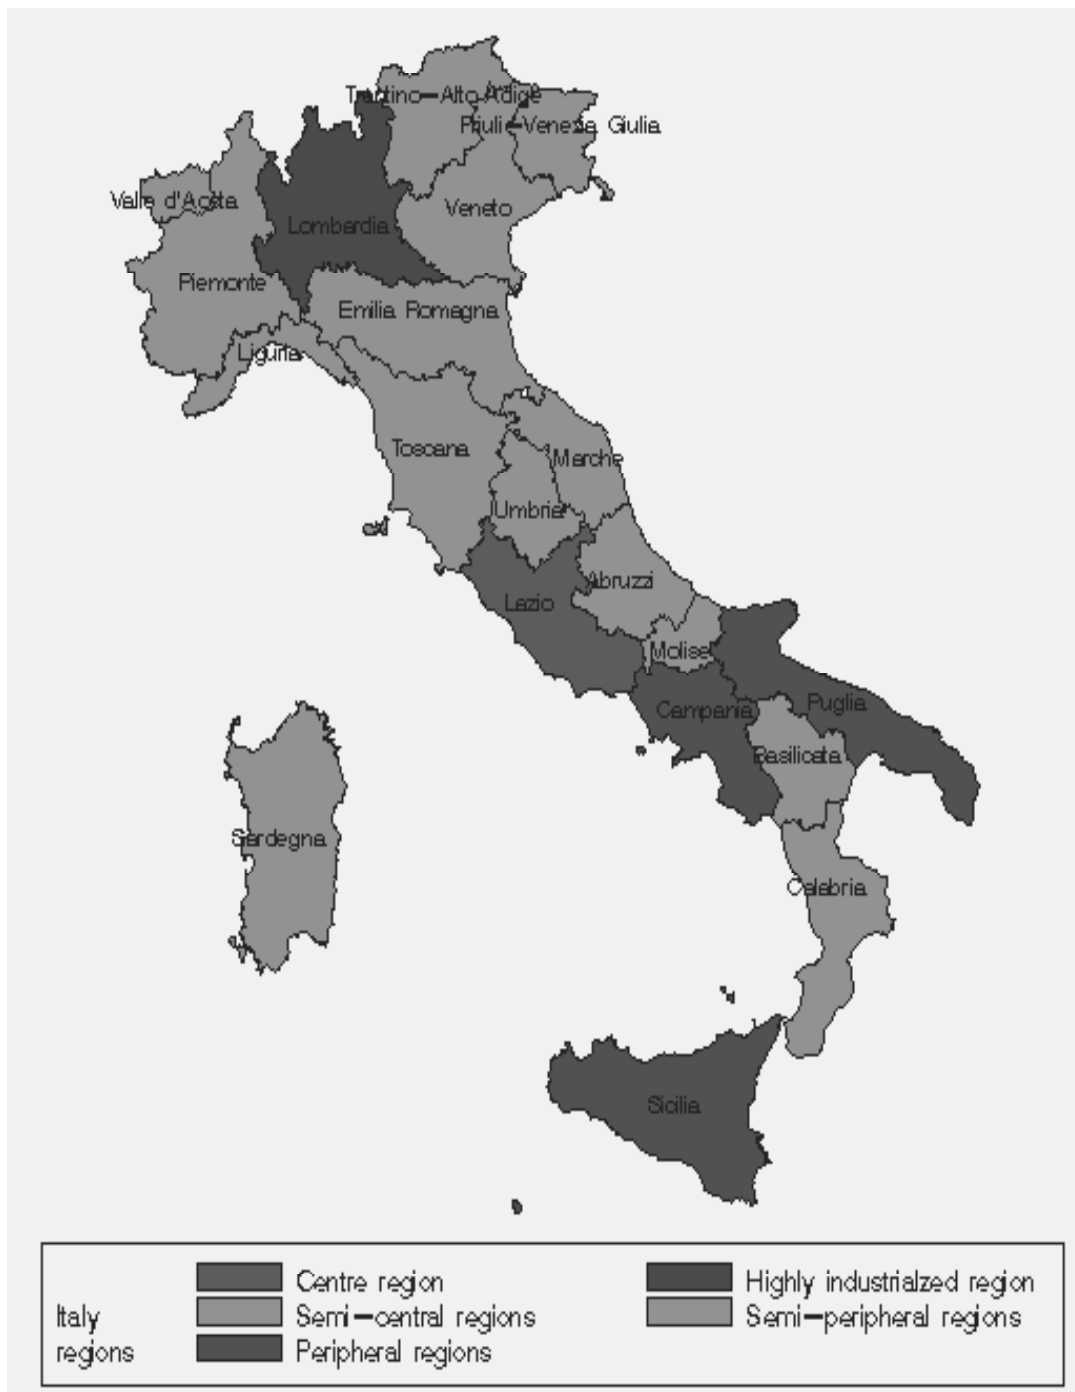 Trentino-Alto Adige
Friuli-Venezia Giulia
Valle d'Aosta
Veneto
Lombardia
Piemonte
Emilia Romagna
Liguria
Toscana
Marche
Umbria
Abruzzi
Lazio
Molise
Campania
Puglia
Basilicata
Sardegna
Calabria
Sicilia
Italy
regions
Centre region
Semi-central regions
Peripheral regions
Highly industrialzed region
Semi-peripheral regions